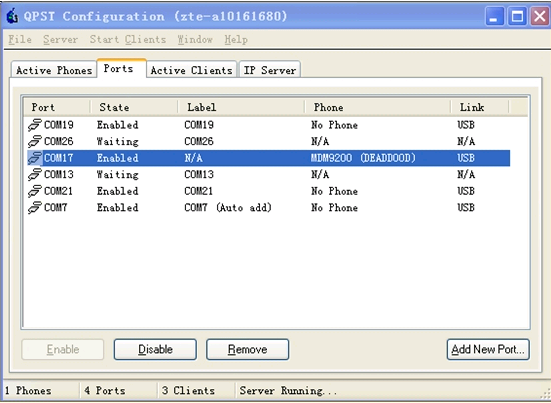 QPST Configuration (zte-a10161680)
File Server Start Clients Window Help
Active Phones Ports Active Clients IP Server
Port State Label Phone Link
COM19 Enabled COM19 No Phone USB
COM26 Waiting COM26 N/A N/A
COM17 Enabled N/A MDM9200 (DEADD00D) USB
COM13 Waiting COM13 N/A N/A
COM21 Enabled COM21 No Phone USB
COM7 Enabled COM7 (Auto add) No Phone USB
Enable Disable Remove Add New Port...
1 Phones 4 Ports 3 Clients Server Running...